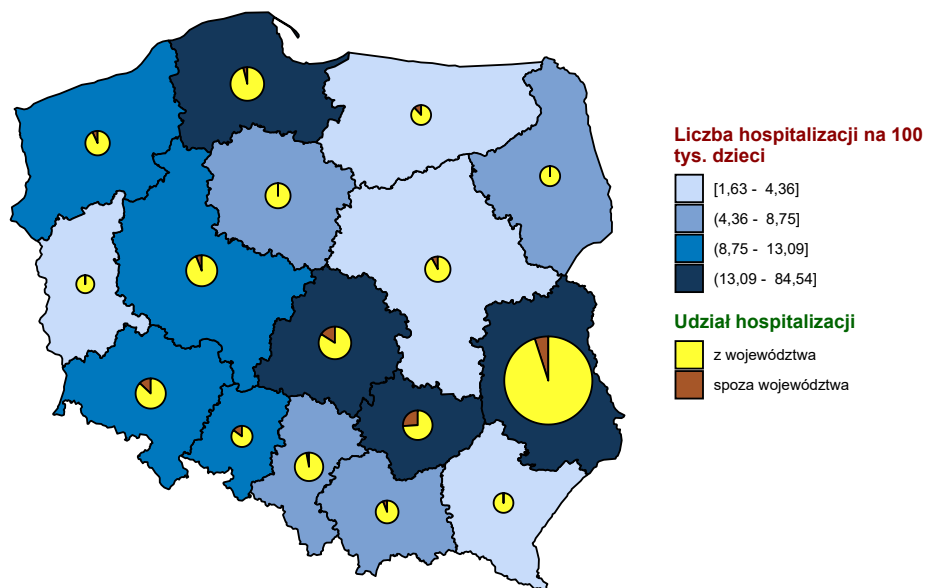 Liczba hospitalizacji na 100
tys. dzieci
[1,63 - 4,36]
(4,36 - 8,75]
(8,75 - 13,09]
(13,09 - 84,54]
Udział hospitalizacji
z województwa
spoza województwa